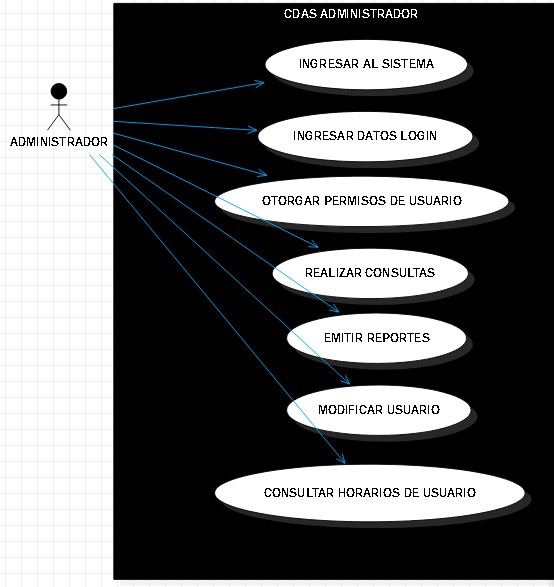 CDAS ADMINISTRADOR
INGRESAR AL SISTEMA
ADMINISTRADOR
INGRESAR DATOS LOGIN
OTORGAR PERMISOS DE USUARIO
REALIZAR CONSULTAS
EMITIR REPORTES
MODIFICAR USUARIO
CONSULTAR HORARIOS DE USUARIO